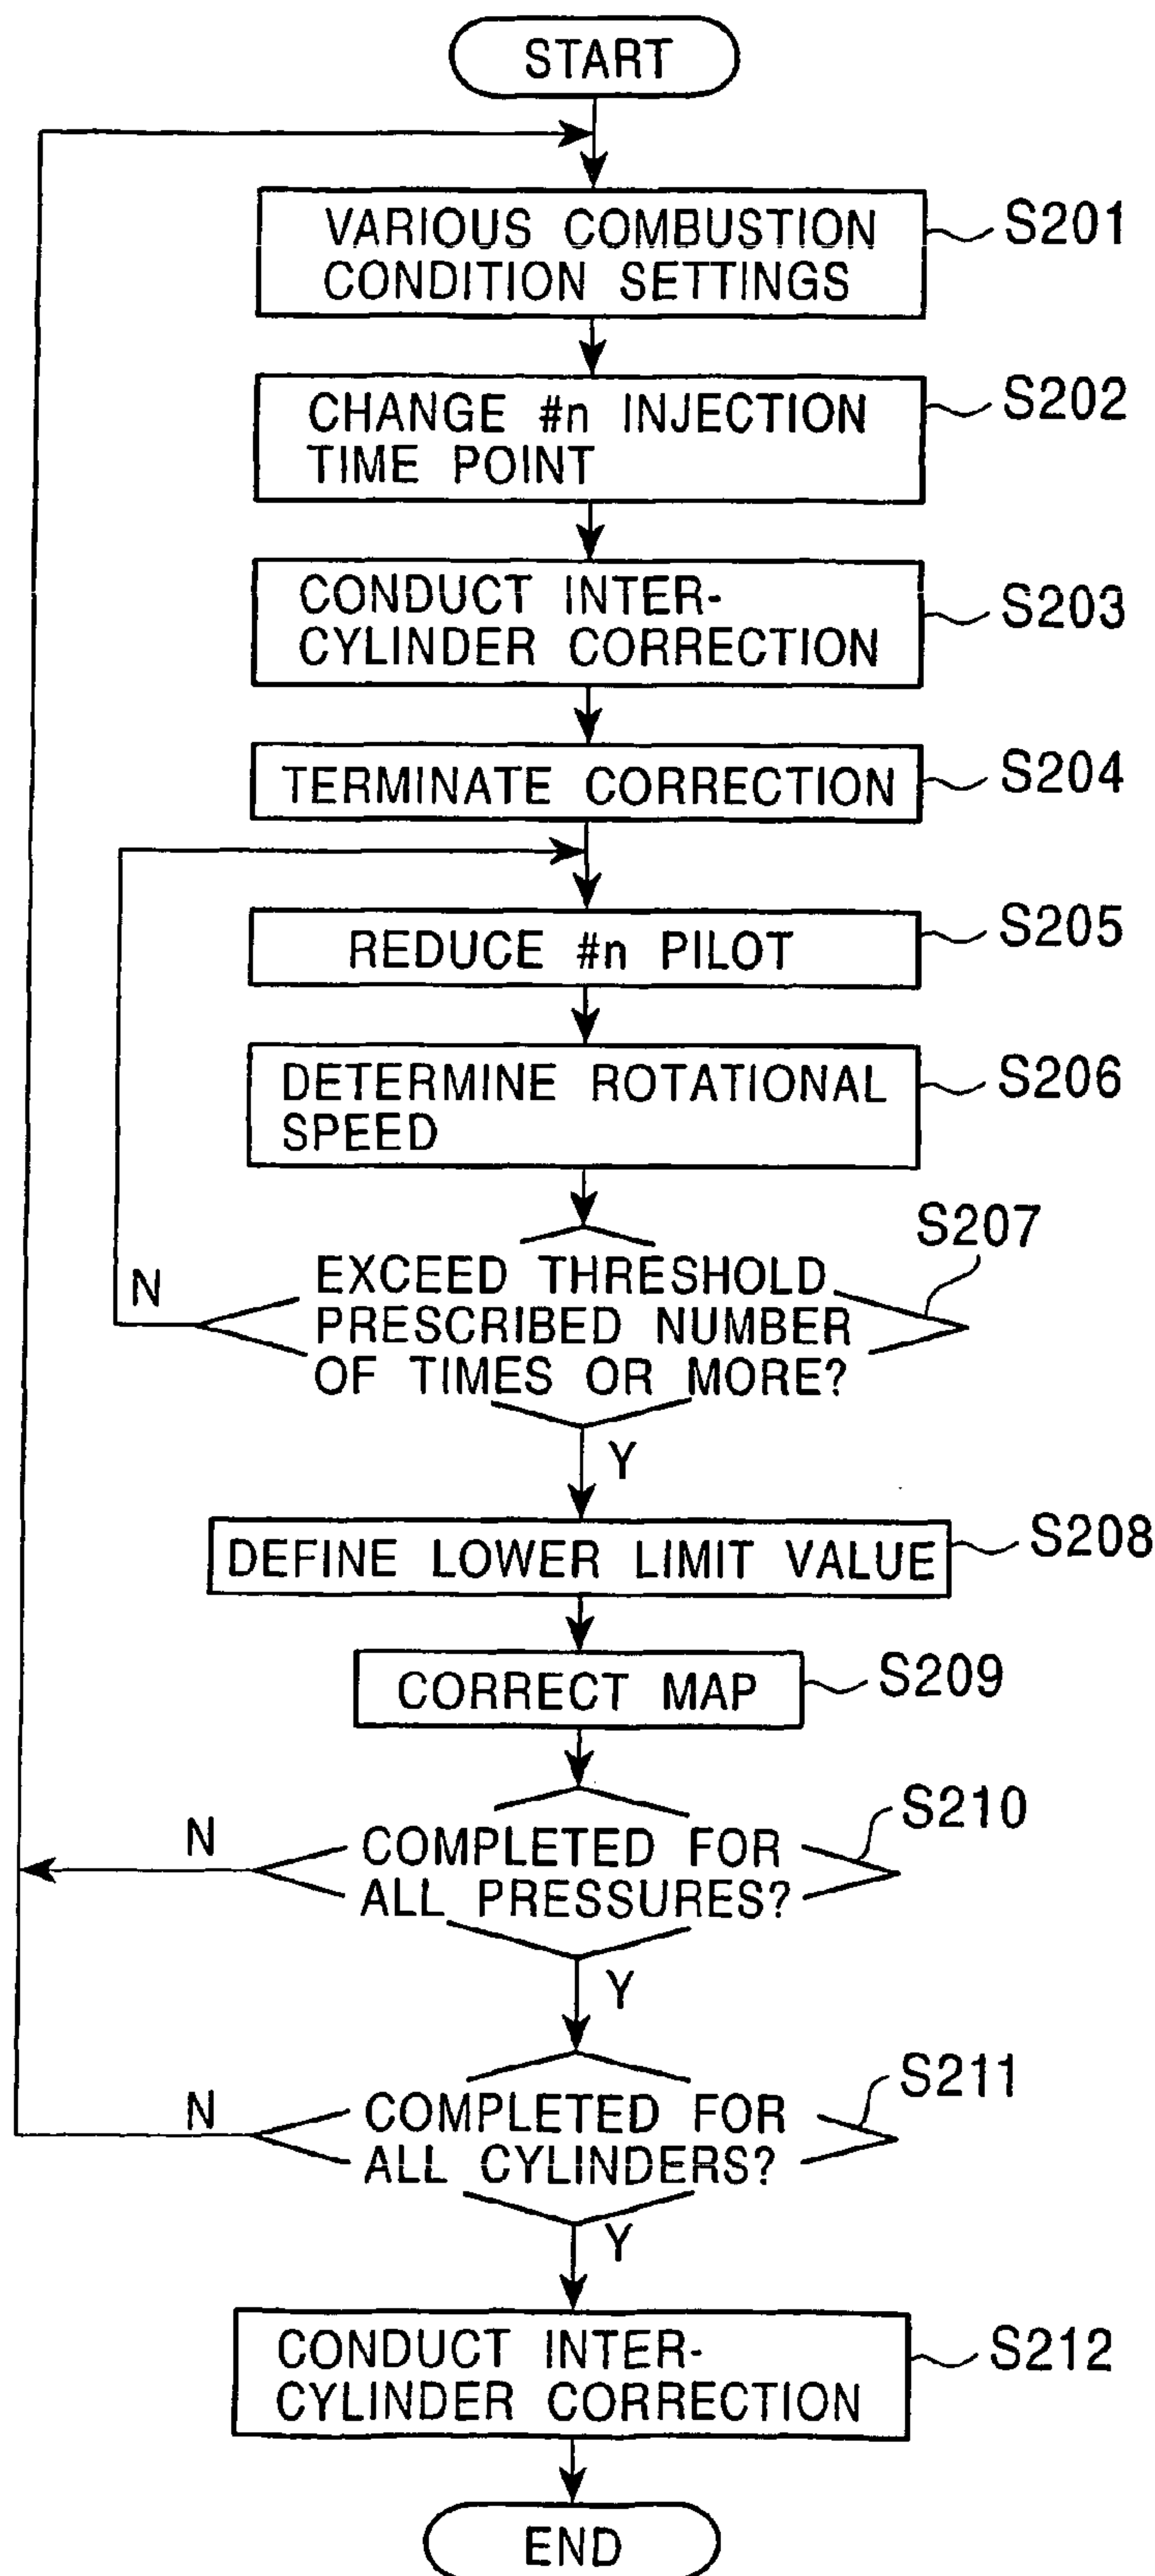 START
VARIOUS COMBUSTION
CONDITION SETTINGS
S201
CHANGE #n INJECTION
TIME POINT
S202
CONDUCT INTER-
CYLINDER CORRECTION
S203
TERMINATE CORRECTION
S204
REDUCE #n PILOT
S205
DETERMINE ROTATIONAL
SPEED
S206
S207
EXCEED THRESHOLD
PRESCRIBED NUMBER
OF TIMES OR MORE?
N
Y
DEFINE LOWER LIMIT VALUE
S208
CORRECT MAP
S209
COMPLETED FOR
ALL PRESSURES?
S210
N
Y
COMPLETED FOR
ALL CYLINDERS?
S211
N
Y
CONDUCT INTER-
CYLINDER CORRECTION
S212
END